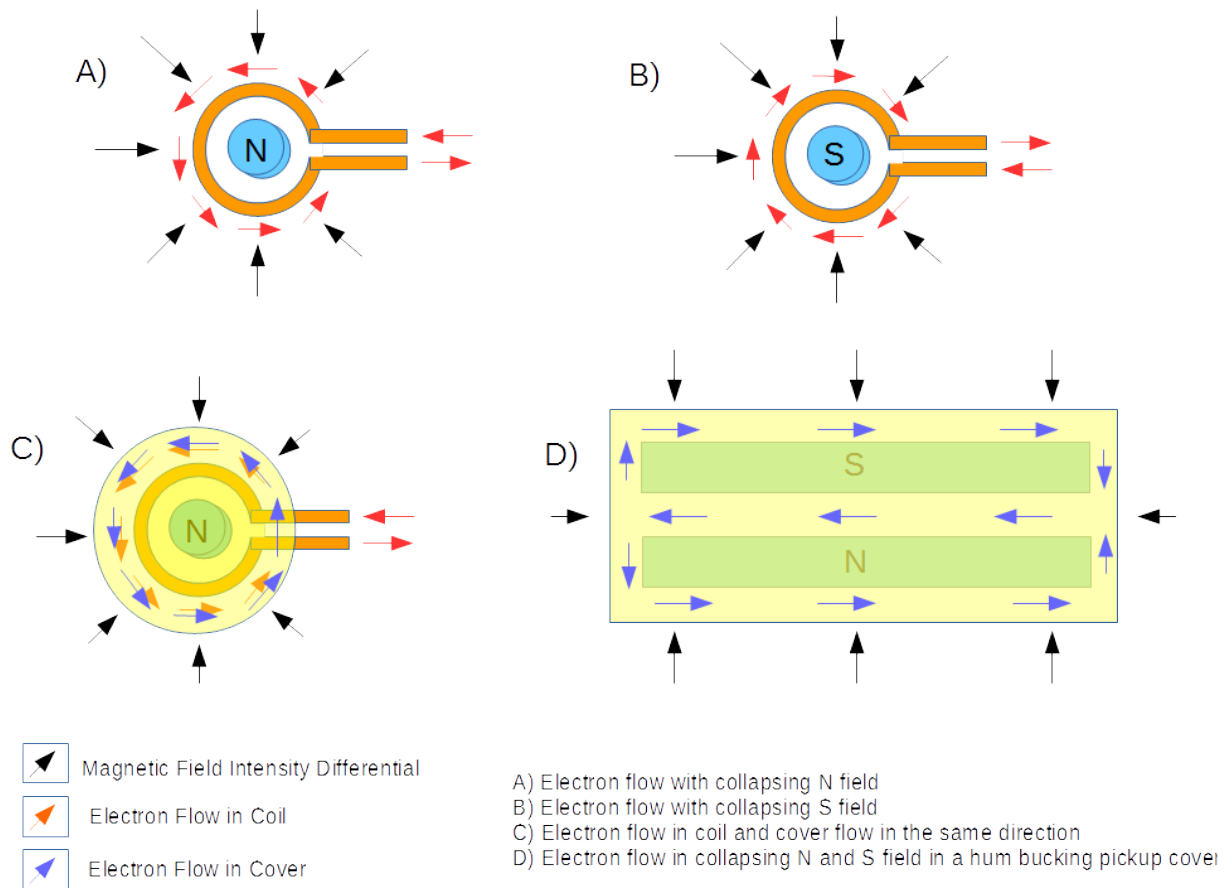 A)
B)
N
S
C)
D)
S
N
N
Magnetic Field Intensity Differential
Electron Flow in Coil
Electron Flow in Cover
A) Electron flow with collapsing N field
B) Electron flow with collapsing S field
C) Electron flow in coil and cover flow in the same direction
D) Electron flow in collapsing N and S field in a hum bucking pickup cover